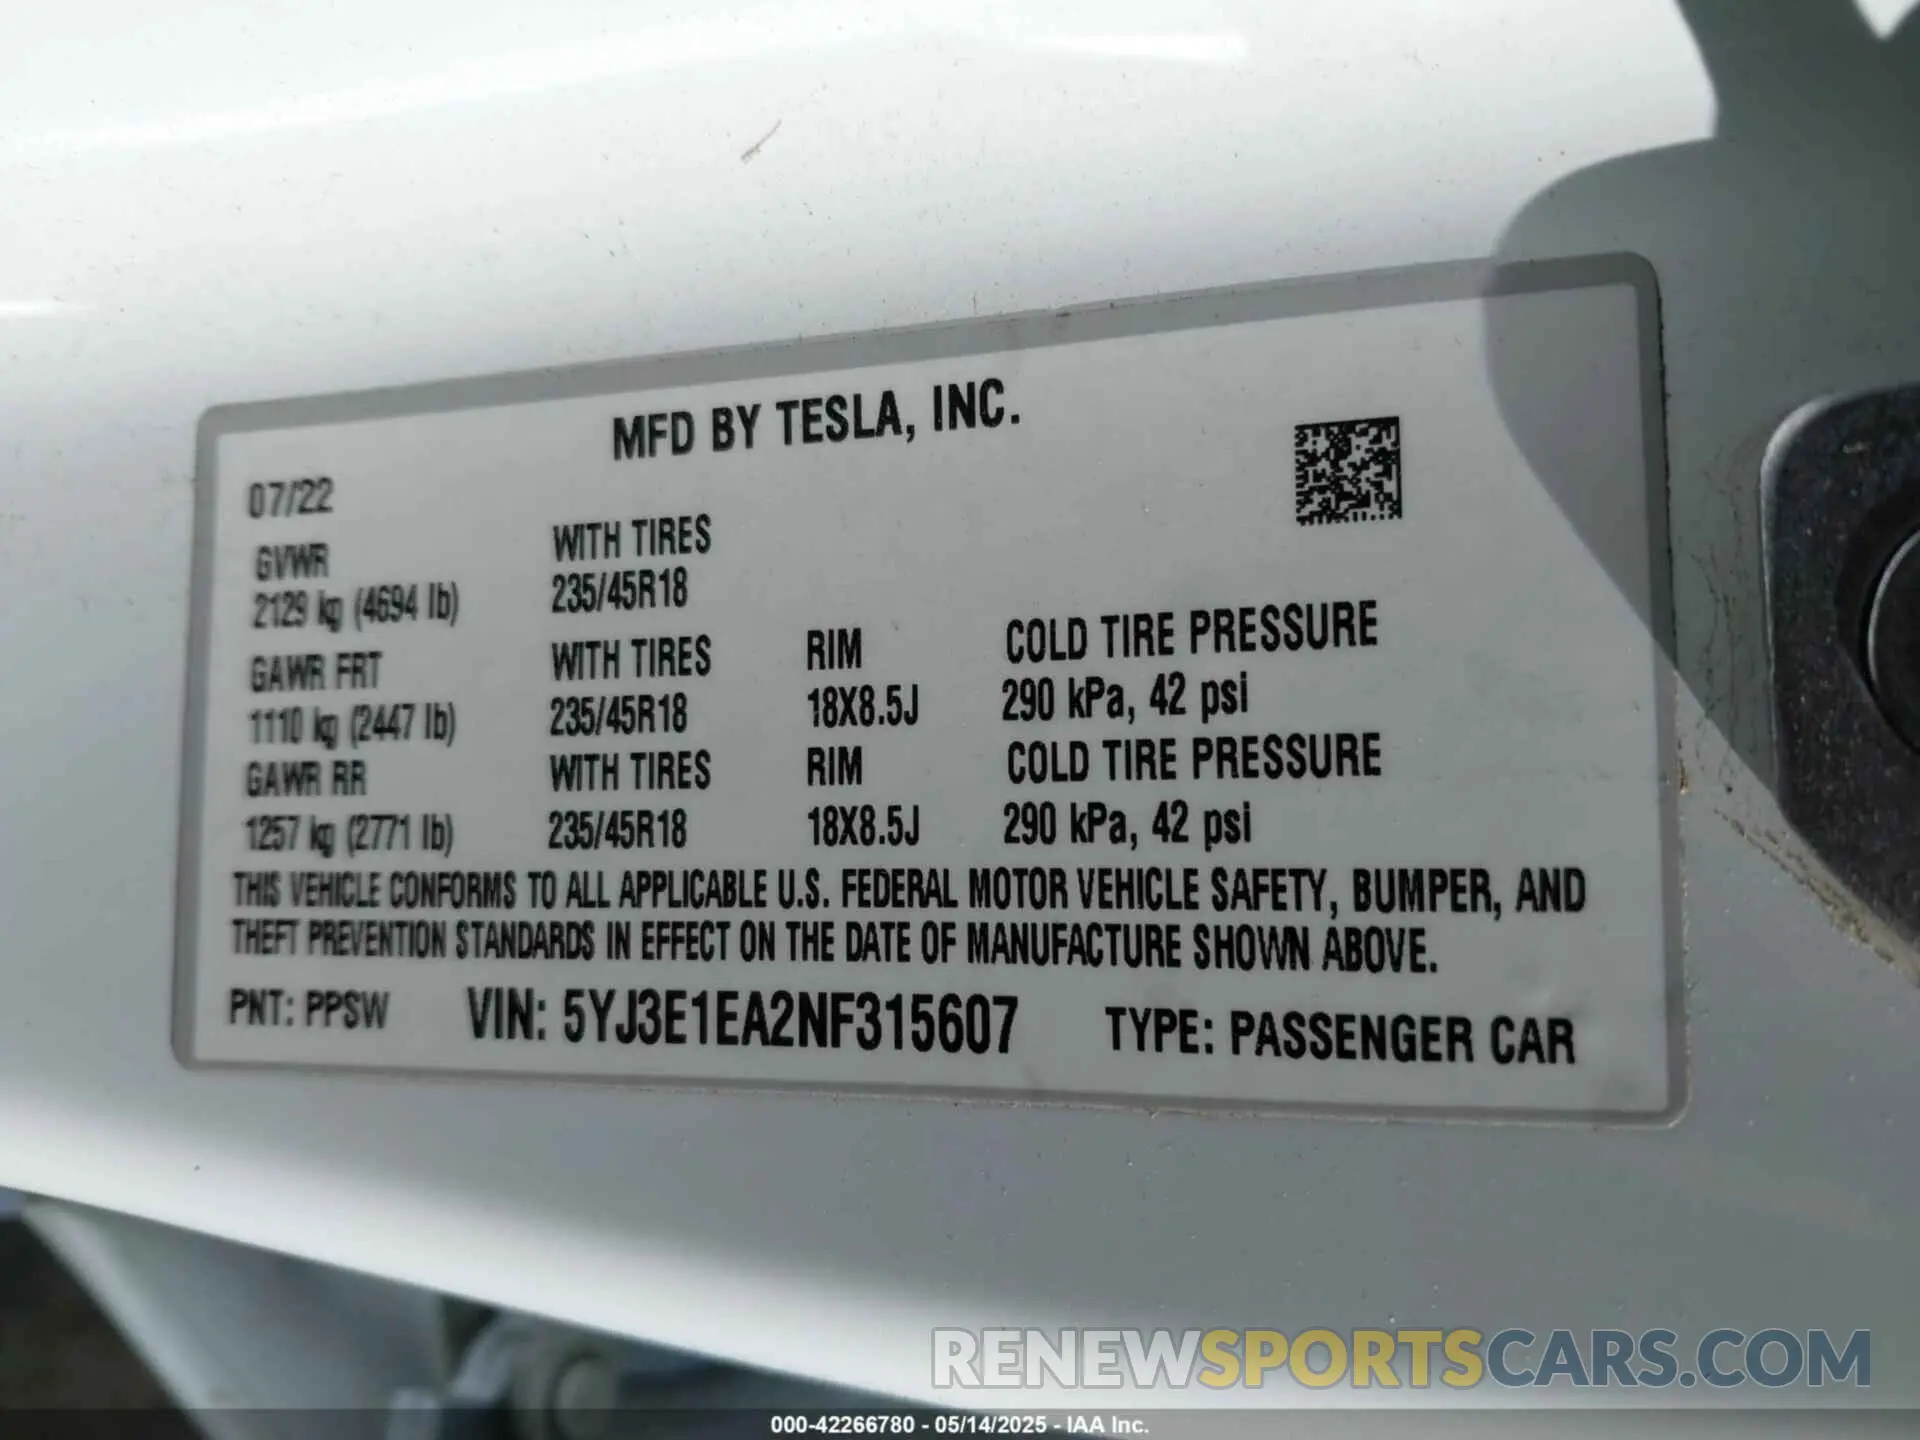 MFD BY TESLA, INC.
07/22
GVWR WITH TIRES
2129 kg (4694 lb) 235/45R18
GAWR FRT WITH TIRES RIM COLD TIRE PRESSURE
1110 kg (2447 lb) 235/45R18 18X8.5J 290 kPa, 42 psi
GAWR RR WITH TIRES RIM COLD TIRE PRESSURE
1257 kg (2771 lb) 235/45R18 18X8.5J 290 kPa, 42 psi
THIS VEHICLE CONFORMS TO ALL APPLICABLE U.S. FEDERAL MOTOR VEHICLE SAFETY, BUMPER, AND
THEFT PREVENTION STANDARDS IN EFFECT ON THE DATE OF MANUFACTURE SHOWN ABOVE.
PNT: PPSW VIN: 5YJ3E1EA2NF315607 TYPE: PASSENGER CAR
RENEWSPORTSCARS.COM
000-42266780 - 05/14/2025 - IAA Inc.